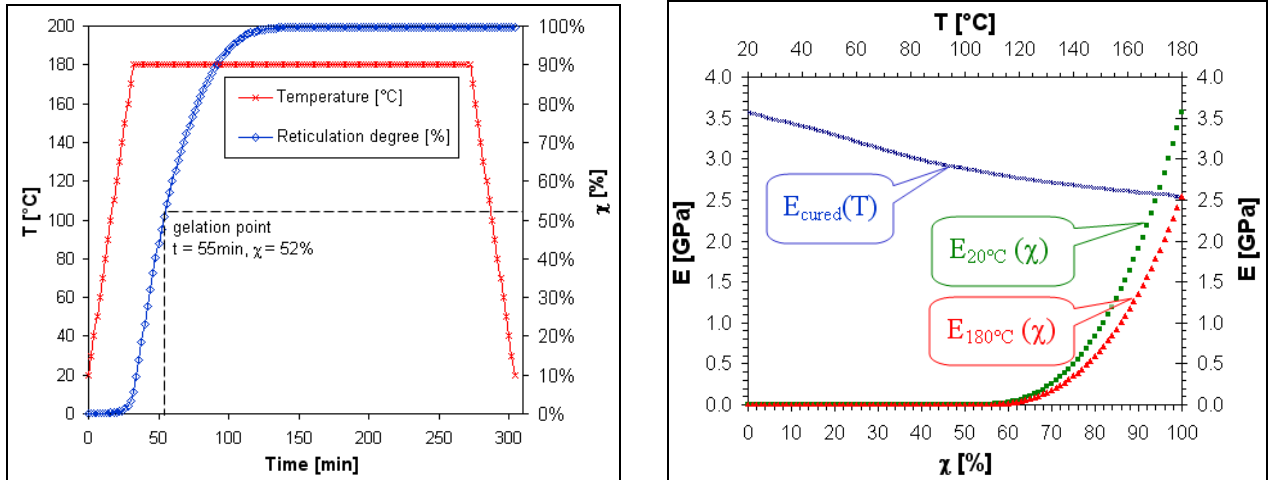 200
180
160
140
120
100
80
60
40
20
0
T [°C]
100%
90%
80%
70%
60%
50%
40%
30%
20%
10%
0%
χ [%]
Temperature [°C]
Reticulation degree [%]
gelation point
t = 55min, χ = 52%
0 50 100 150 200 250 300
Time [min]
T [°C]
20 40 60 80 100 120 140 160 180
4.0
3.5
3.0
2.5
2.0
1.5
1.0
0.5
0.0
E [GPa]
4.0
3.5
3.0
2.5
2.0
1.5
1.0
0.5
0.0
E [GPa]
Ecured(T)
E20°C (χ)
E180°C (χ)
0 10 20 30 40 50 60 70 80 90 100
χ [%]